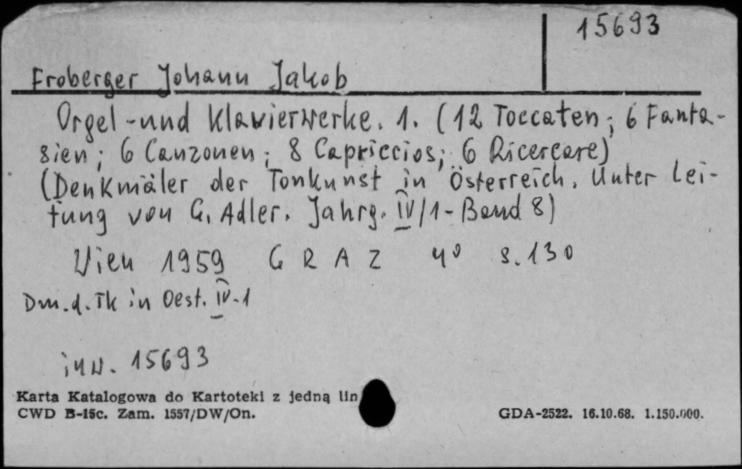 15693
Froberger Johann Jakob
Orgel-und Klavierwerke. 1. (12 Toccaten; 6 Fanta-
sien; 6 Canzonen; 8 Capriccios; 6 Ricercare)
(Denkmäler der Tonkunst in Österreich. Unter Lei-
tung von G. Adler. Jahrg. IV/1-Band 8)
Wien 1959 GRAZ 4° s. 130
Dm.d.Tk in Oest. IV-1
inw. 15693
Karta Katalogowa do Kartoteki z jedną lin
CWD B-15c. Zam. 1557/DW/On.
GDA-2522. 16.10.68. 1.150.000.